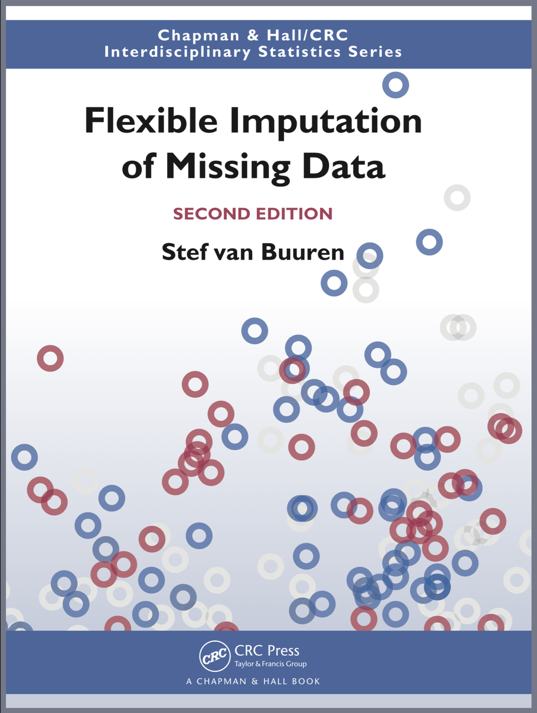 Chapman & Hall/CRC
Interdisciplinary Statistics Series
Flexible Imputation
of Missing Data
SECOND EDITION
Stef van Buuren
CRC
CRC Press
Taylor & Francis Group
A CHAPMAN & HALL BOOK